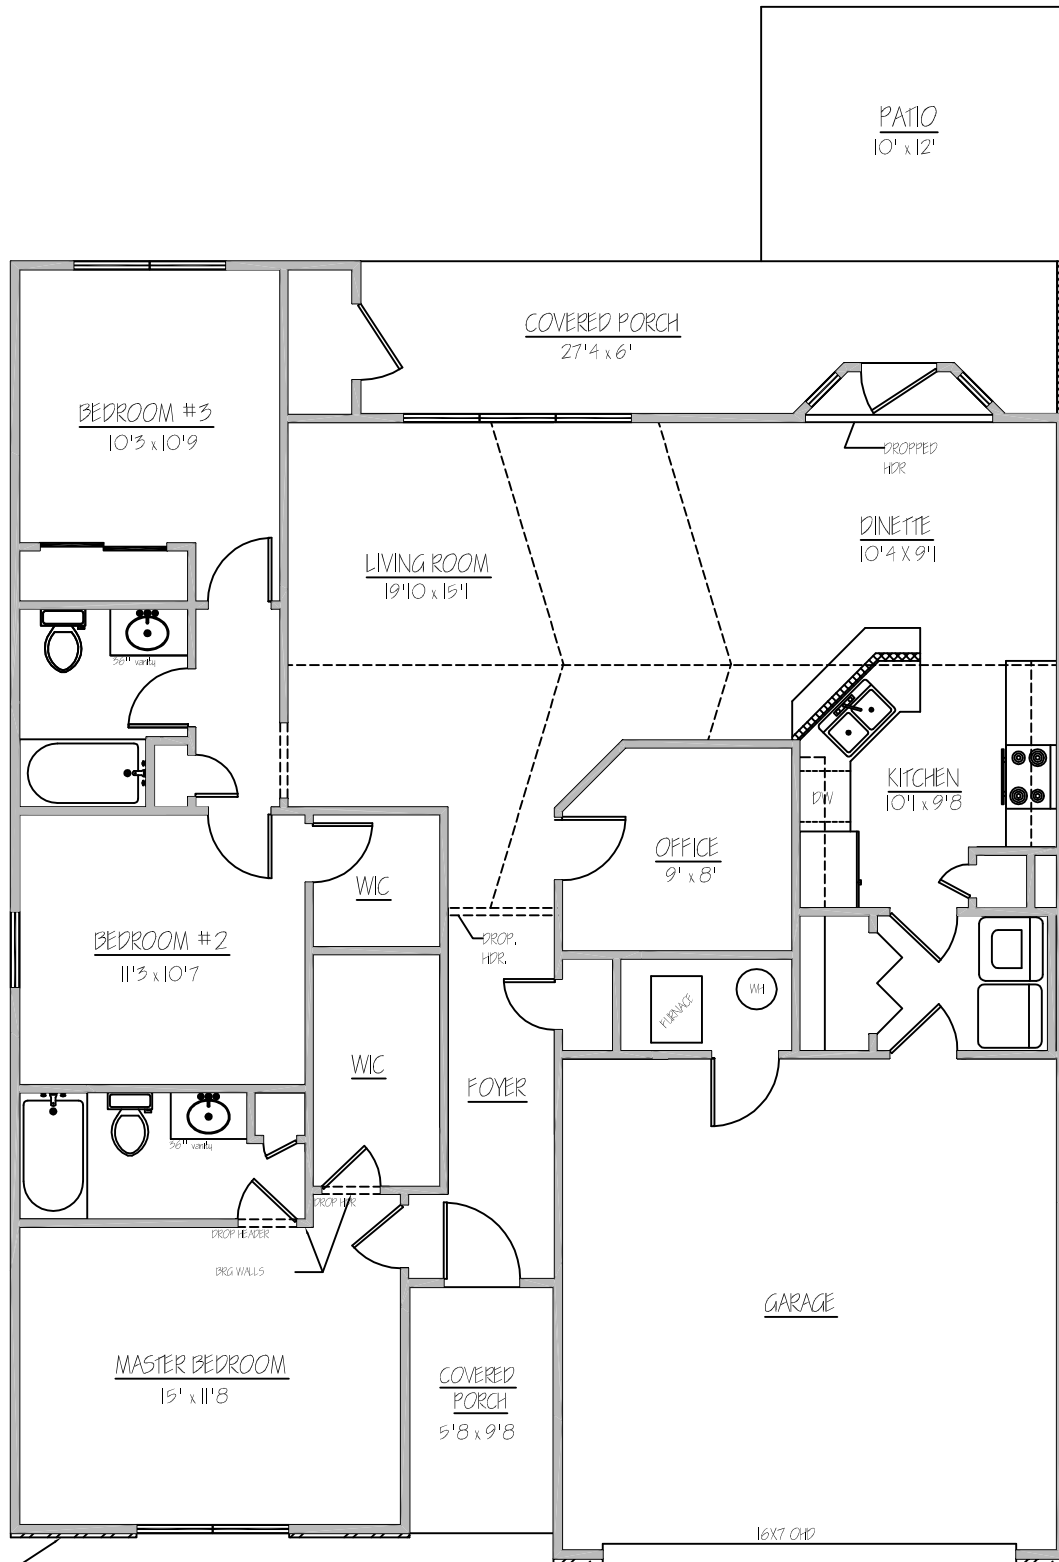 PATIO
10' x 12'
COVERED PORCH
27'4 x 6'
BEDROOM #3
10'3 x 10'9
DROPPED
HDR
DINETTE
10'4 X 9'1
LIVING ROOM
19'10 x 15'1
36" vanity
KITCHEN
10'1 x 9'8
DW
OFFICE
9' x 8'
WIC
BEDROOM #2
11'3 x 10'7
DROP.
HDR.
WH
FURNACE
WIC
FOYER
36" vanity
DROP HDR
DROP HEADER
BRG WALLS
GARAGE
MASTER BEDROOM
15' x 11'8
COVERED
PORCH
5'8 x 9'8
16X7 OHD